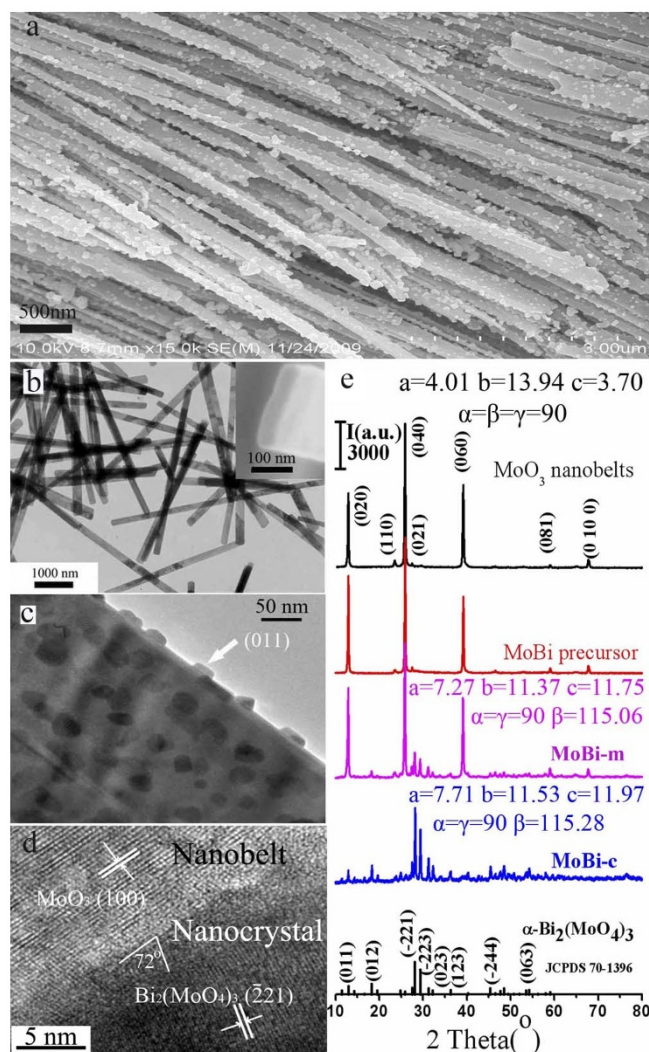 a
500nm
10.0kV 8.7mm x15.0k SE(M) 11/24/2009 3.00um
b
100 nm
1000 nm
c
50 nm
(011)
d
Nanobelt
MoO₃ (100)
Nanocrystal
72⁰
Bi₂(MoO₄)₃ (2̄21)
5 nm
e
a=4.01 b=13.94 c=3.70
α=β=γ=90
I(a.u.)
3000
(020)
(110)
(040)
(021)
(060)
(081)
(0 10 0)
MoO₃ nanobelts
MoBi precursor
a=7.27 b=11.37 c=11.75
α=γ=90 β=115.06
MoBi-m
a=7.71 b=11.53 c=11.97
α=γ=90 β=115.28
MoBi-c
α-Bi₂(MoO₄)₃
JCPDS 70-1396
(011)
(012)
(-221)
(-223)
(023)
(123)
(-244)
(063)
10 20 30 40 50 60 70 80
2 Theta(⁰)